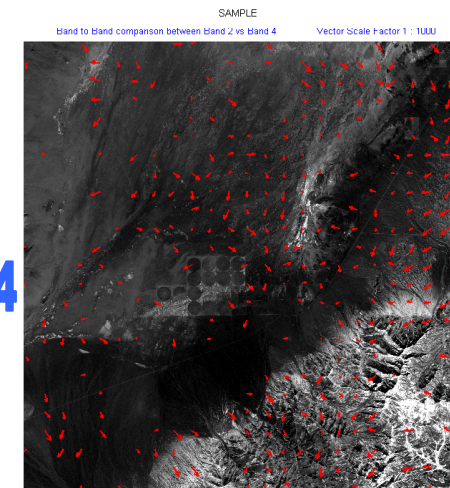 SAMPLE
Band to Band comparison between Band 2 vs Band 4 Vector Scale Factor 1 : 1000
4